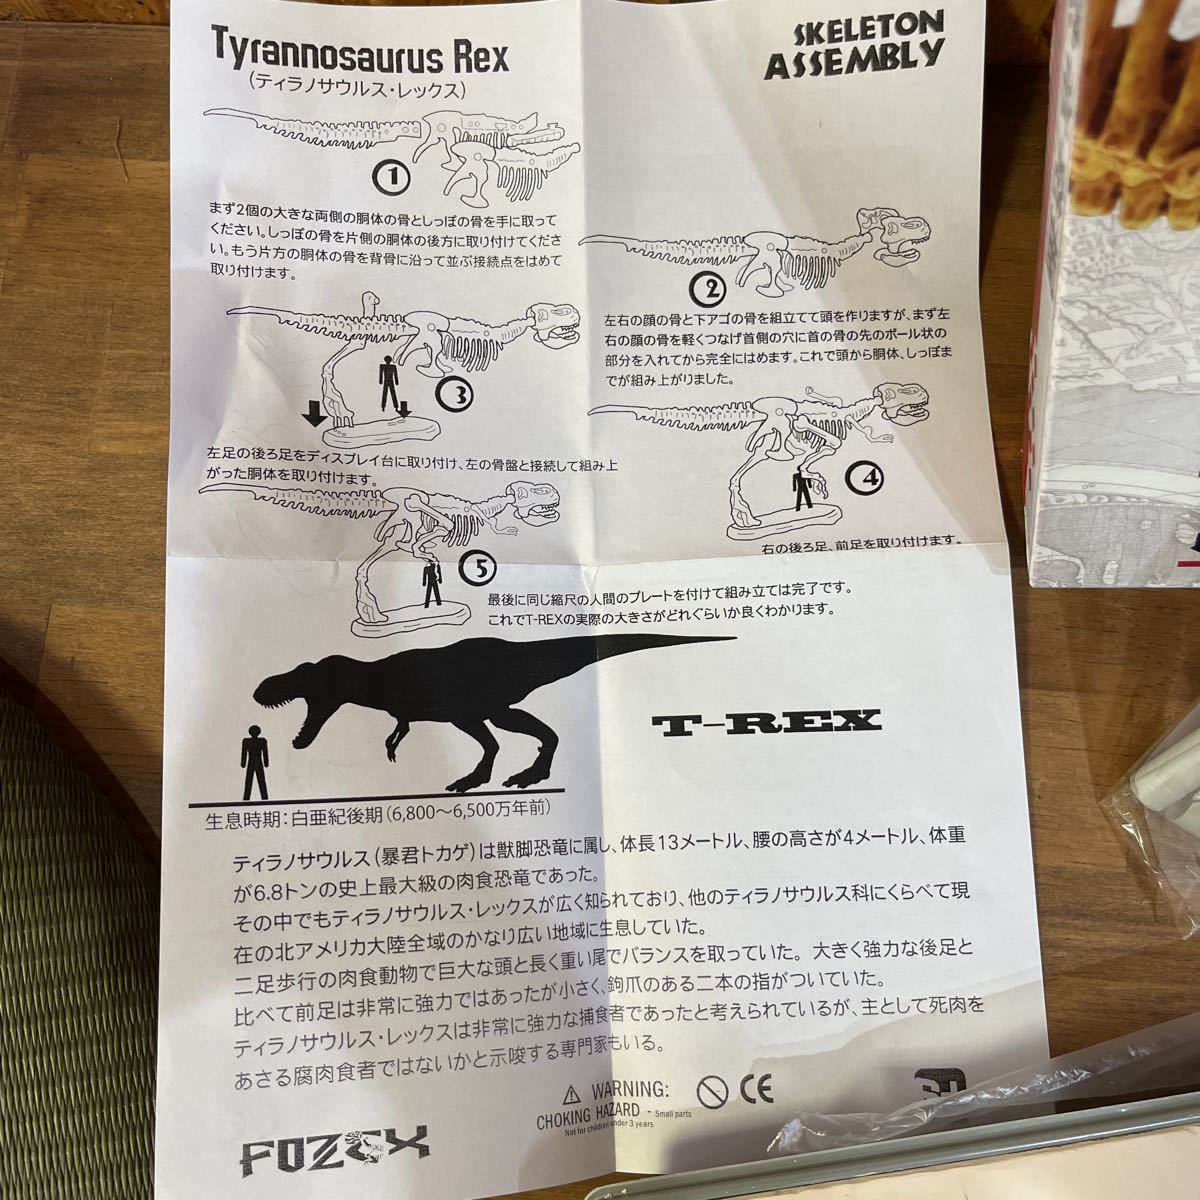 Tyrannosaurus Rex
(ティラノサウルス・レックス)
SKELETON
ASSEMBLY
1
まず2個の大きな両側の胴体の骨としっぽの骨を手に取って
ください。しっぽの骨を片側の胴体の後方に取り付けてくださ
い。もう片方の胴体の骨を背骨に沿って並ぶ接続点をはめて
取り付けます。
2
左右の顔の骨と下アゴの骨を組立てて頭を作りますが、まず左
右の顔の骨を軽くつなげ首側の穴に首の骨の先のボール状の
部分を入れてから完全にはめます。これで頭から胴体、しっぽま
でが組み上がりました。
3
左足の後ろ足をディスプレイ台に取り付け、左の骨盤と接続して組み上
がった胴体を取り付けます。
4
右の後ろ足、前足を取り付けます。
5
最後に同じ縮尺の人間のプレートを付けて組み立ては完了です。
これでT-REXの実際の大きさがどれぐらいか良くわかります。
T-REX
生息時期：白亜紀後期(6,800〜6,500万年前)
ティラノサウルス(暴君トカゲ)は獣脚恐竜に属し、体長13メートル、腰の高さが4メートル、体重
が6.8トンの史上最大級の肉食恐竜であった。
その中でもティラノサウルス・レックスが広く知られており、他のティラノサウルス科にくらべて現
在の北アメリカ大陸全域のかなり広い地域に生息していた。
二足歩行の肉食動物で巨大な頭と長く重い尾でバランスを取っていた。大きく強力な後足と
比べて前足は非常に強力ではあったが小さく、鉤爪のある二本の指がついていた。
ティラノサウルス・レックスは非常に強力な捕食者であったと考えられているが、主として死肉を
あさる腐肉食者ではないかと示唆する専門家もいる。
WARNING:
CHOKING HAZARD - Small parts
Not for children under 3 years
CE
3D
FOZEX